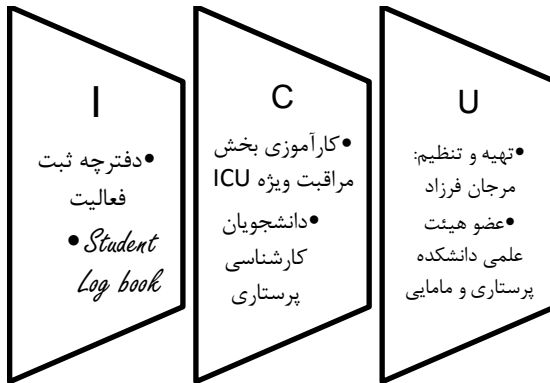 I
•دفترچه ثبت
فعالیت
•Student
Log book
C
•کارآموزی بخش
مراقبت ویژه ICU
•دانشجویان
کارشناسی
پرستاری
U
•تهیه و تنظیم:
مرجان فرزاد
•عضو هیئت
علمی دانشکده
پرستاری و مامایی